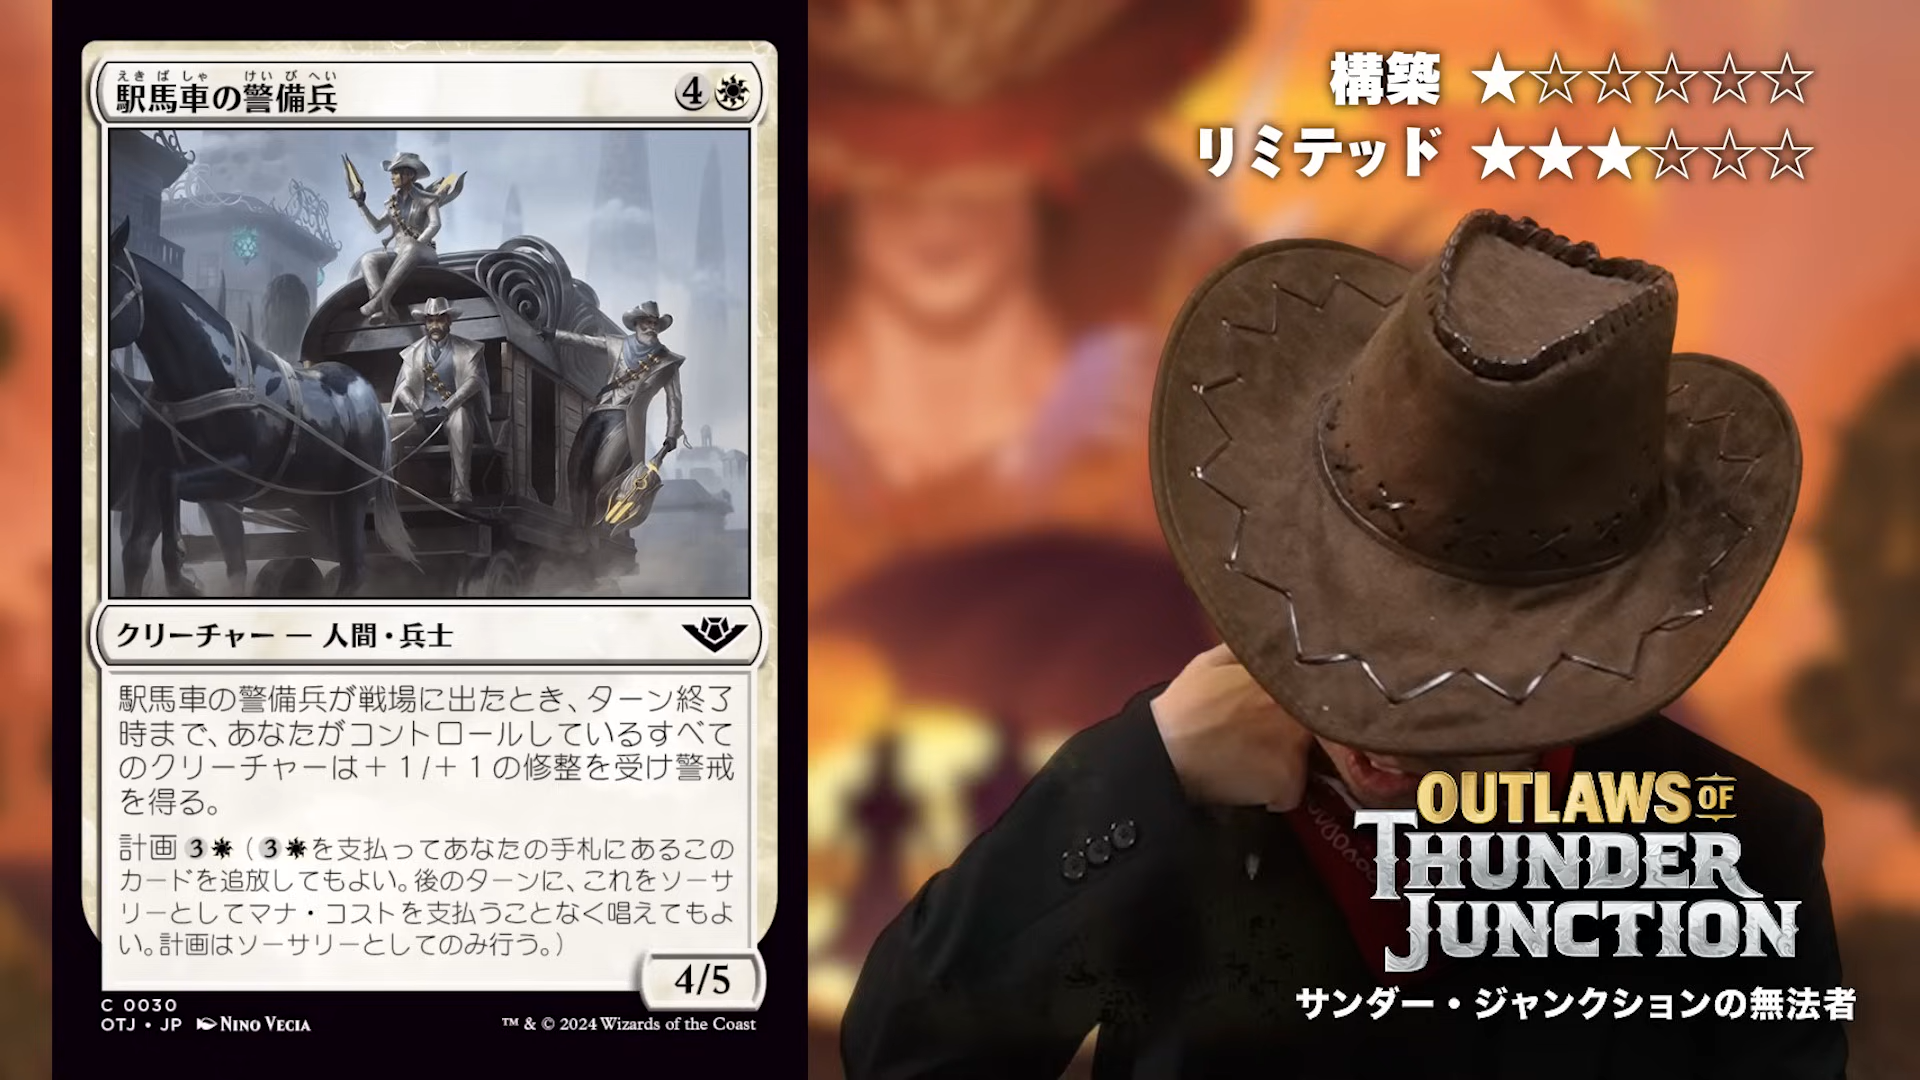 えきばしゃ けいびへい
駅馬車の警備兵
4
クリーチャー — 人間・兵士
駅馬車の警備兵が戦場に出たとき、ターン終了
時まで、あなたがコントロールしているすべて
のクリーチャーは+1/+1の修整を受け警戒
を得る。
計画 3 ( 3 を支払ってあなたの手札にあるこの
カードを追放してもよい。後のターンに、これをソーサ
リーとしてマナ・コストを支払うことなく唱えてもよ
い。計画はソーサリーとしてのみ行う。)
4/5
C 0030
OTJ • JP NINO VECIA
™ & © 2024 Wizards of the Coast
構築 ★☆☆☆☆☆
リミテッド ★★★☆☆☆
OUTLAWS OF
THUNDER
JUNCTION
サンダー・ジャンクションの無法者